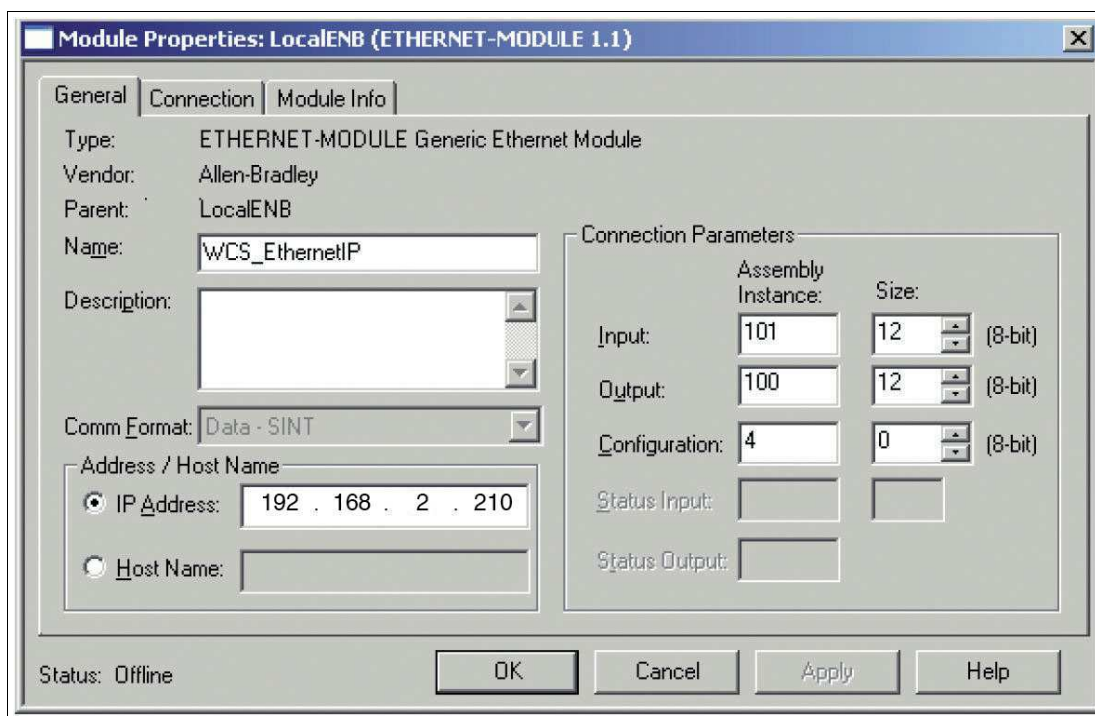 Module Properties: LocalENB (ETHERNET-MODULE 1.1)
General Connection Module Info
Type: ETHERNET-MODULE Generic Ethernet Module
Vendor: Allen-Bradley
Parent: LocalENB
Name: WCS_EthernetIP
Description:
Comm Format: Data - SINT
Address / Host Name
IP Address: 192 . 168 . 2 . 210
Host Name:
Connection Parameters
Assembly
Instance: Size:
Input: 101 12 (8-bit)
Output: 100 12 (8-bit)
Configuration: 4 0 (8-bit)
Status Input:
Status Output:
Status: Offline OK Cancel Apply Help